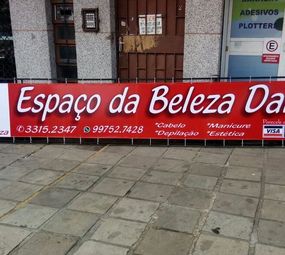 ADESIVOS
PLOTTER
E
Espaço da Beleza Da
3315.2347 99752.7428
*Cabelo *Manicure
*Depilação *Estética
VISA